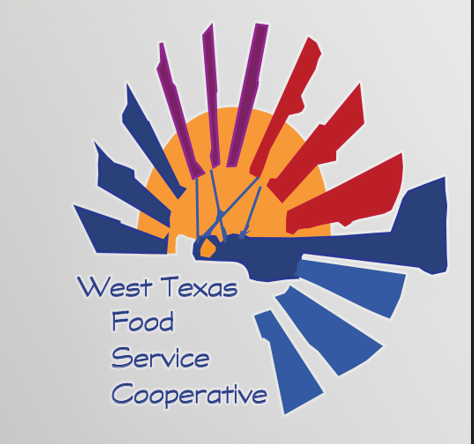 West Texas
Food
Service
Cooperative